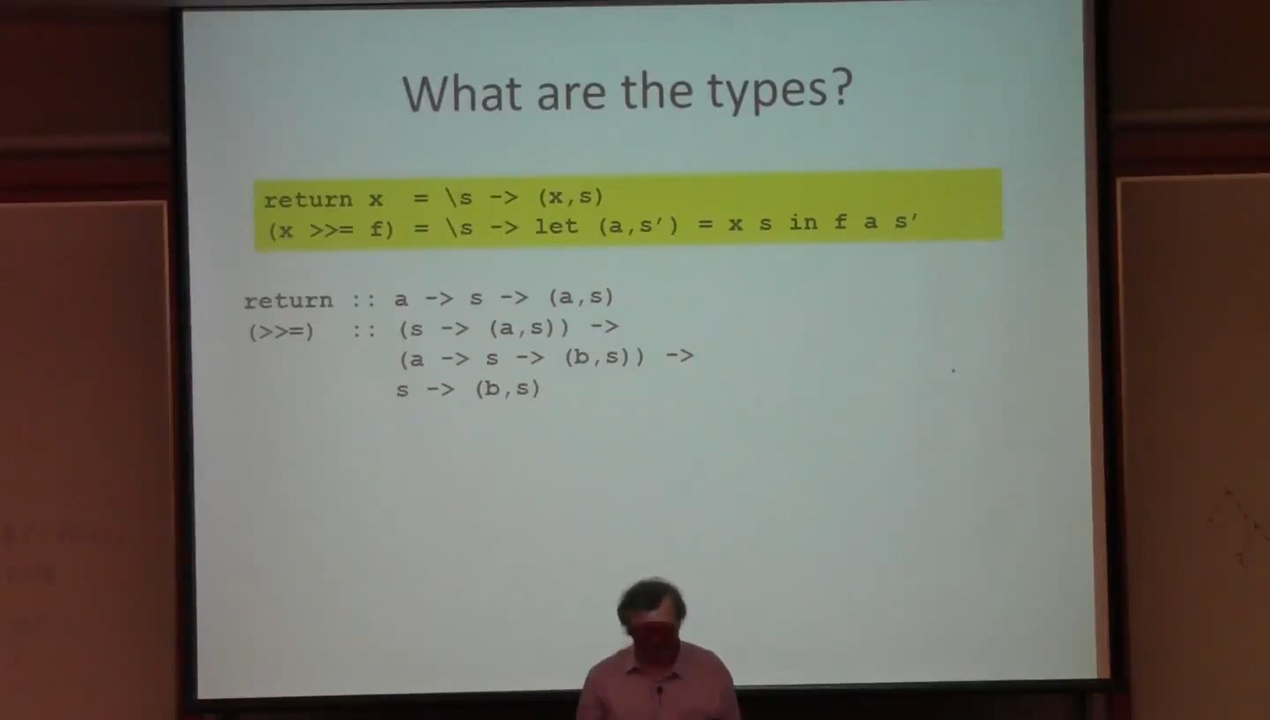 What are the types?
return x = \s -> (x,s)
(x >>= f) = \s -> let (a,s′) = x s in f a s′
return :: a -> s -> (a,s)
(>>=) :: (s -> (a,s)) ->
(a -> s -> (b,s)) ->
s -> (b,s)